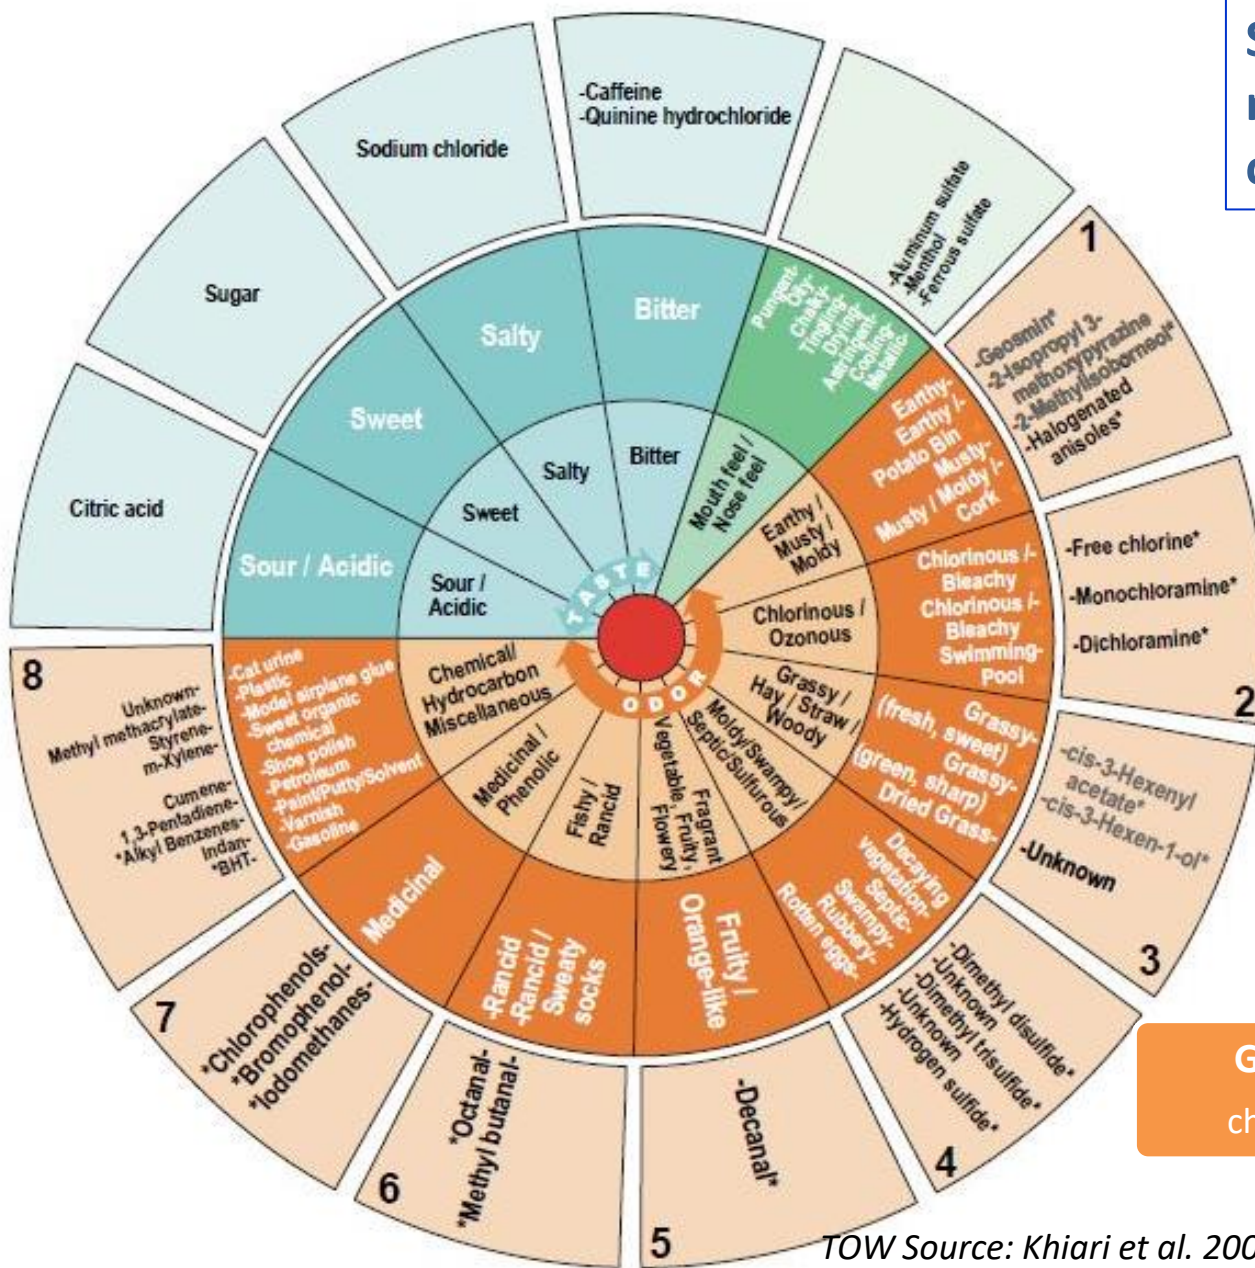 -Caffeine
-Quinine hydrochloride
Sodium chloride
Sugar
Citric acid
-Aluminum sulfate
-Menthol
-Ferrous sulfate
Bitter
Salty
Sweet
Sour / Acidic
Pungent-
Oily-
Chalky-
Tingling-
Drying-
Astringent-
Cooling-
Metallic-
Bitter
Salty
Sweet
Sour /
Acidic
Mouth feel /
Nose feel
TASTE
ODOR
1
-Geosmin*
-2-Isopropyl 3-
methoxypyrazine
-2-Methylisoborneol*
-Halogenated
anisoles*
Earthy-
Earthy /-
Potato Bin
Musty-
Musty / Moldy /-
Cork
Earthy /
Musty /
Moldy
-Free chlorine*
-Monochloramine*
-Dichloramine*
2
Chlorinous /-
Bleachy
Chlorinous /-
Bleachy
Swimming-
Pool
Chlorinous /
Ozonous
-cis-3-Hexenyl
acetate*
-cis-3-Hexen-1-ol*
-Unknown
3
Grassy-
(fresh, sweet)
Grassy-
(green, sharp)
Dried Grass-
Grassy /
Hay / Straw /
Woody
-Dimethyl disulfide*
-Unknown
-Dimethyl trisulfide*
-Unknown
-Hydrogen sulfide*
4
Decaying
vegetation-
Septic-
Swampy-
Rubbery-
Rotten eggs-
Moldy/Swampy/
Septic/Sulfurous
-Decanal*
5
Fruity /
Orange-like
Fragrant
Vegetable, Fruity,
Flowery
*Octanal-
*Methyl butanal-
6
-Rancid
-Rancid /
Sweaty
socks
Fishy /
Rancid
7
*Chlorophenols-
*Bromophenol-
*Iodomethanes-
Medicinal
Medicinal /
Phenolic
8
Unknown-
Methyl methacrylate-
Styrene-
m-Xylene-
Cumene-
1,3-Pentadiene-
*Alkyl Benzenes-
Indan-
*BHT-
-Cat urine
-Plastic
-Model airplane glue
-Sweet organic
chemical
-Shoe polish
-Petroleum
-Paint/Putty/Solvent
-Varnish
-Gasoline
Chemical/
Hydrocarbon
Miscellaneous
G
ch
TOW Source: Khiari et al. 200